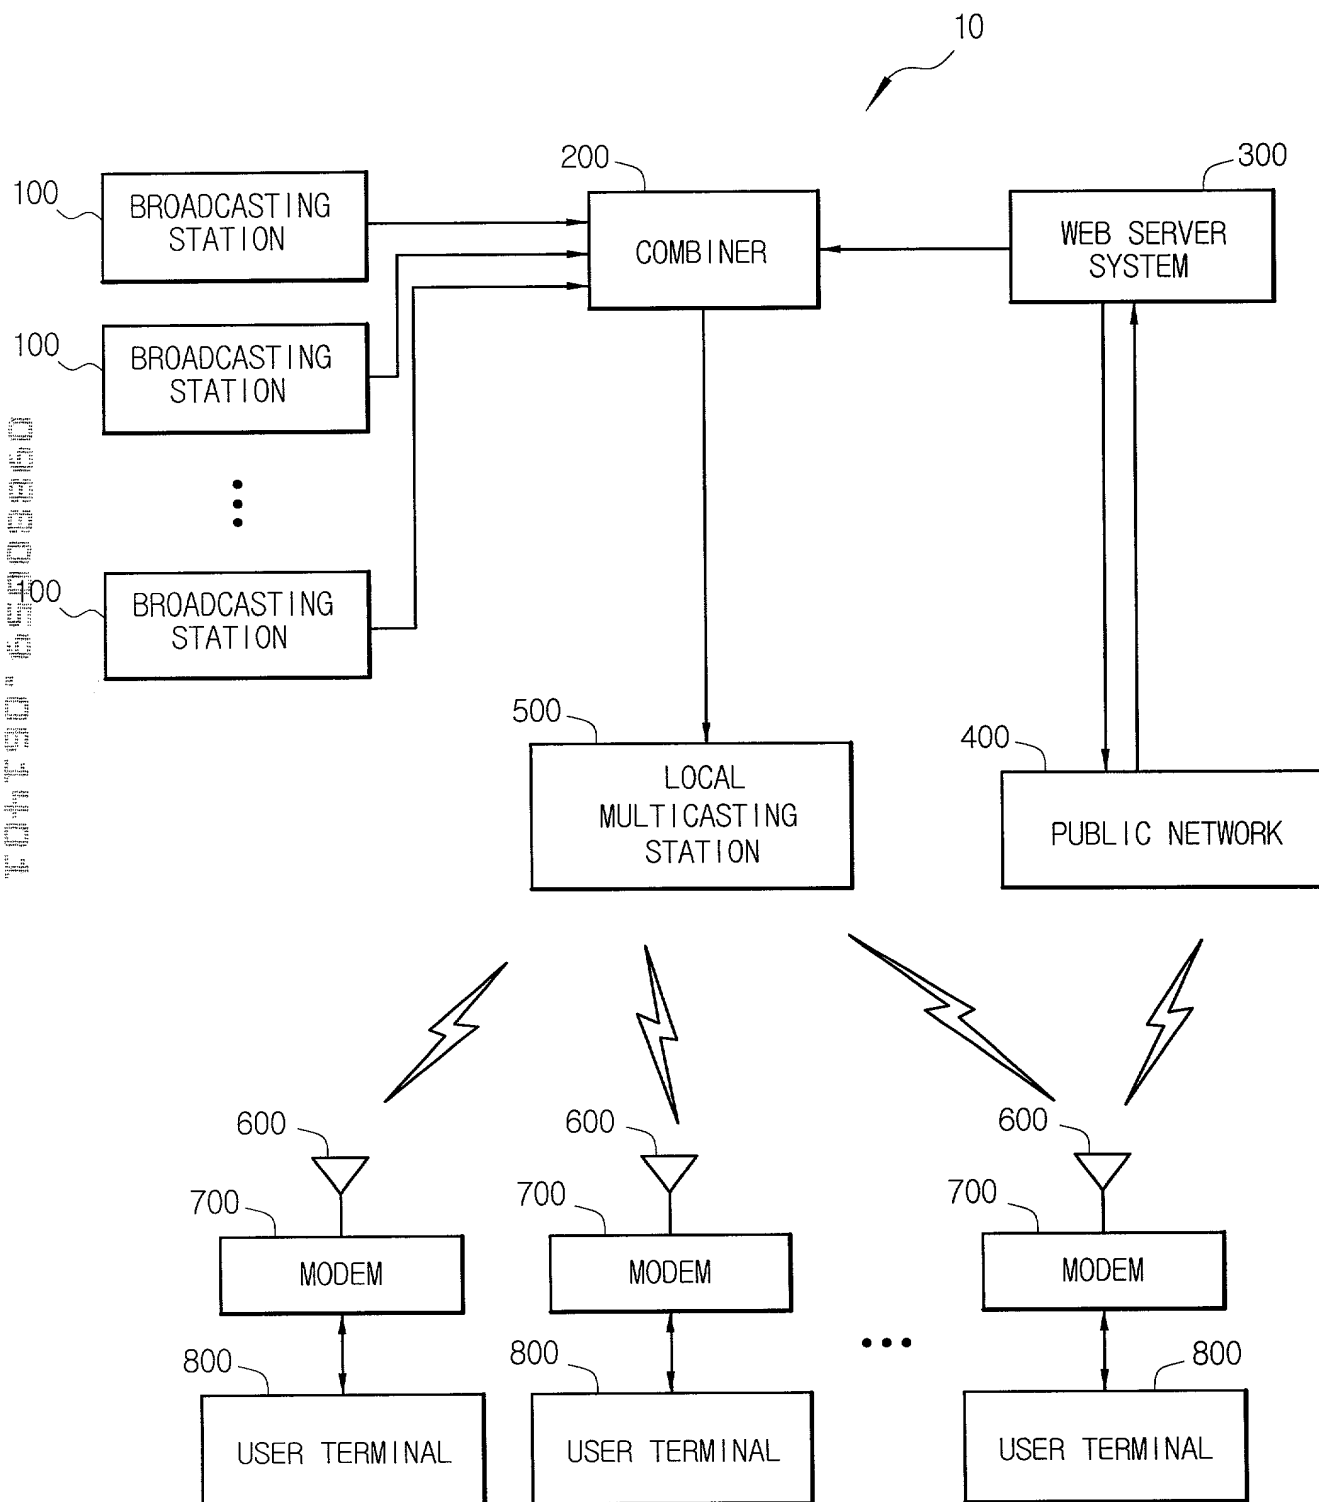 10
100
BROADCASTING
STATION
200
COMBINER
300
WEB SERVER
SYSTEM
100
BROADCASTING
STATION
100
BROADCASTING
STATION
500
LOCAL
MULTICASTING
STATION
400
PUBLIC NETWORK
600
600
600
700
MODEM
700
MODEM
700
MODEM
800
USER TERMINAL
800
USER TERMINAL
800
USER TERMINAL